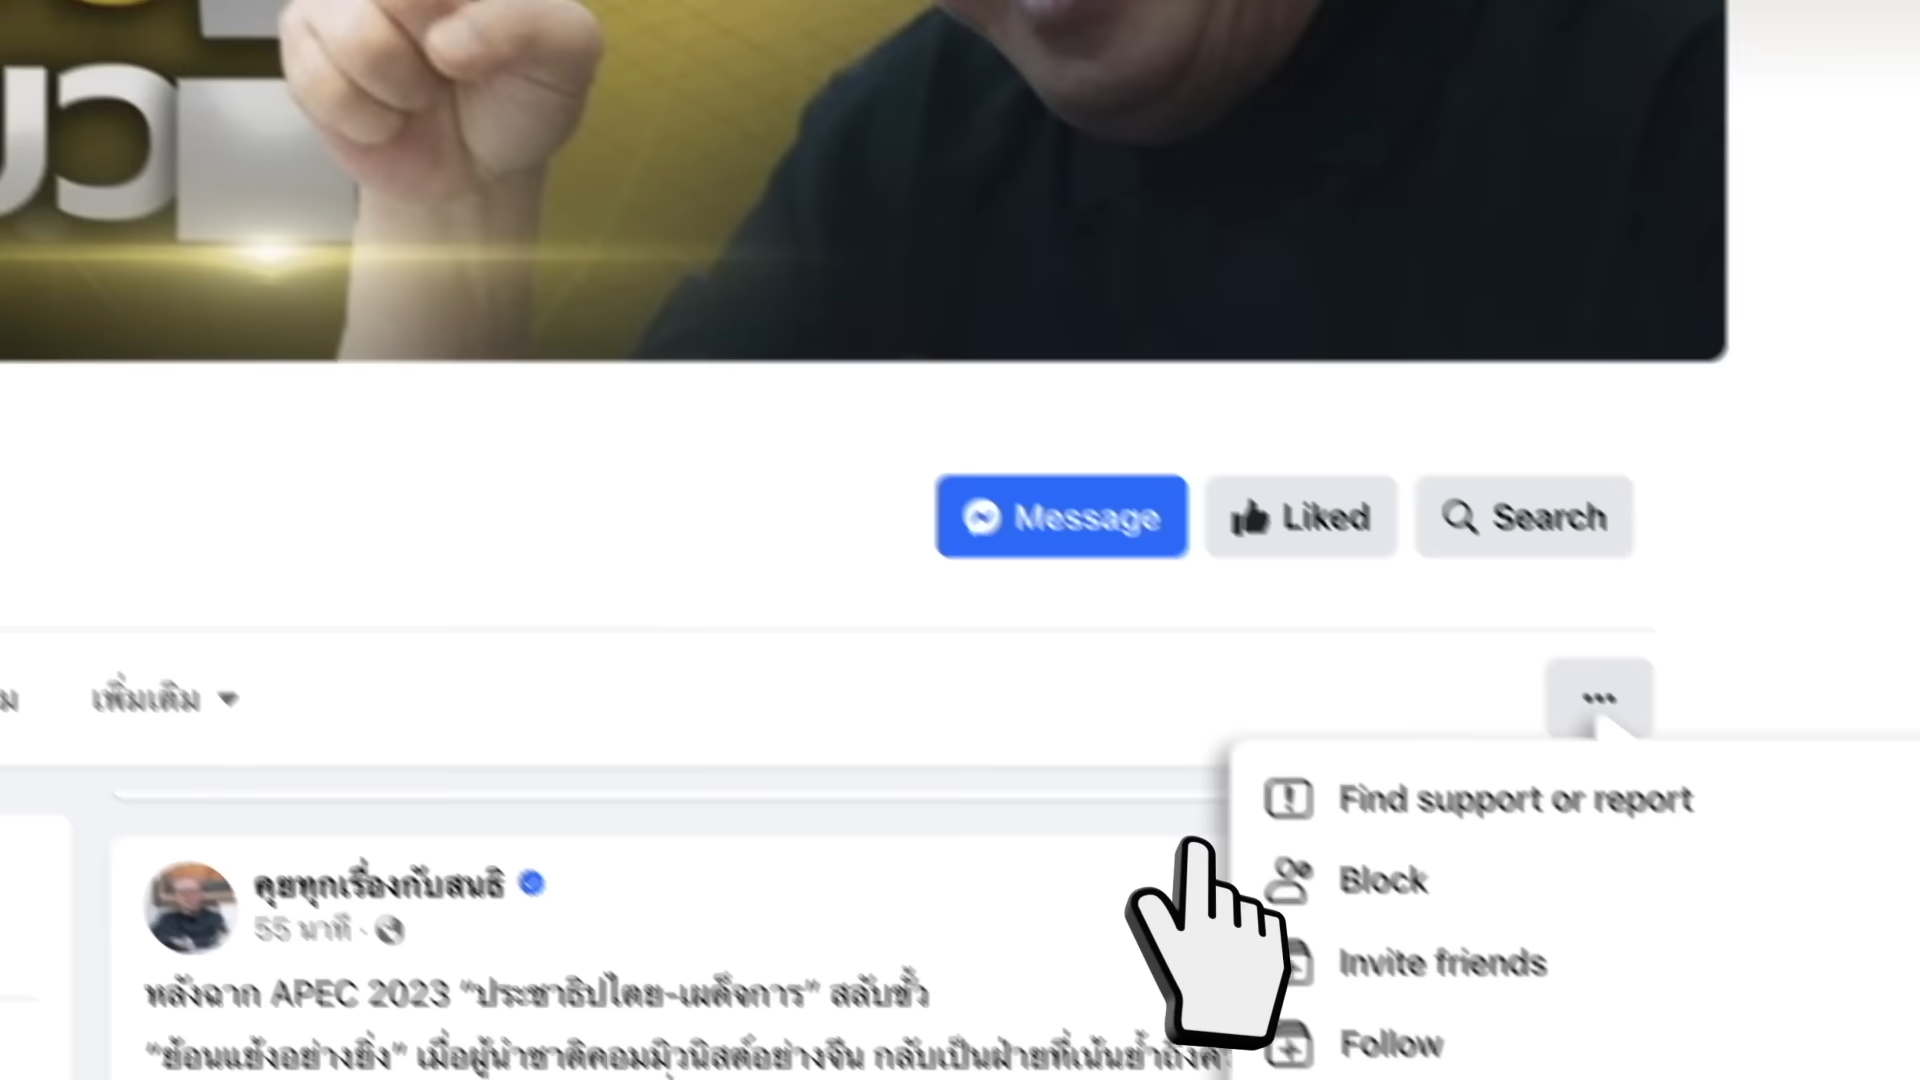 Message
Liked
Search
เพิ่มเติม
Find support or report
Block
Invite friends
Follow
คุยทุกเรื่องกับสนธิ
55 นาที ·
หลังฉาก APEC 2023 “ประชาธิปไตย-เผด็จการ” สลับขั้ว
“ย้อนแย้งอย่างยิ่ง” เมื่อผู้นำชาติคอมมิวนิสต์อย่างจีน กลับเป็นฝ่ายที่เน้นย้ำถึง